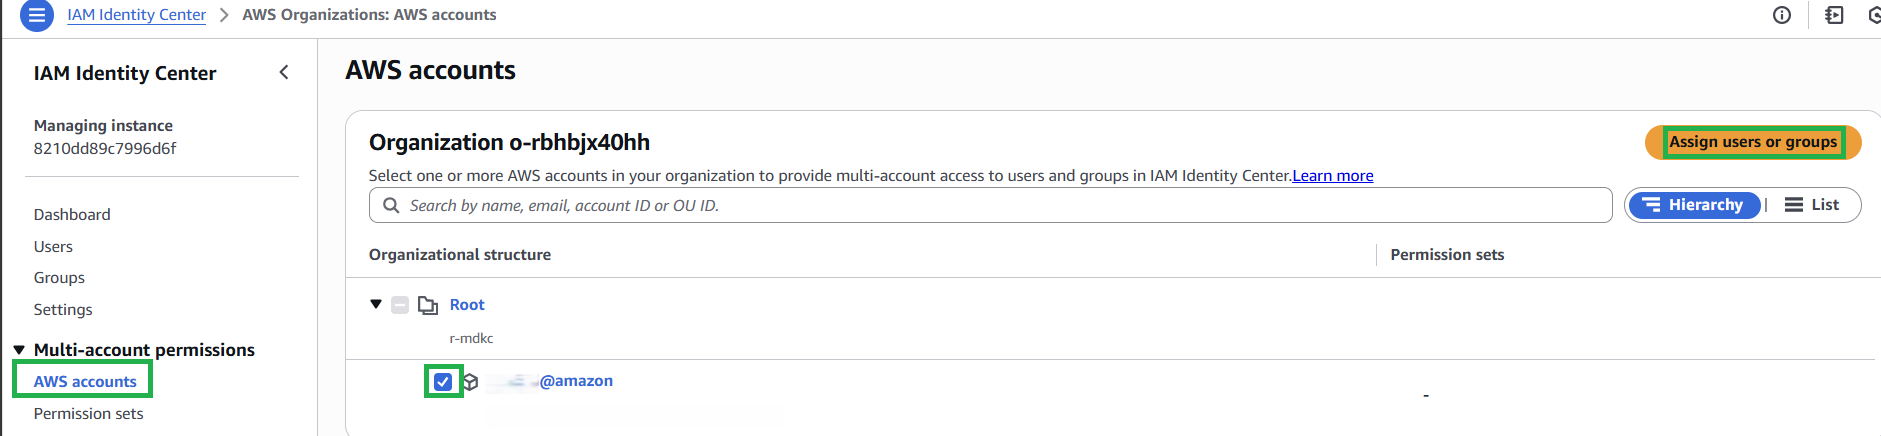 IAM Identity Center > AWS Organizations: AWS accounts
IAM Identity Center
Managing instance
8210dd89c7996d6f
Dashboard
Users
Groups
Settings
Multi-account permissions
AWS accounts
Permission sets
AWS accounts
Organization o-rbhbjx40hh
Assign users or groups
Select one or more AWS accounts in your organization to provide multi-account access to users and groups in IAM Identity Center.Learn more
Search by name, email, account ID or OU ID.
Hierarchy | List
Organizational structure
Permission sets
Root
r-mdkc
@amazon
-